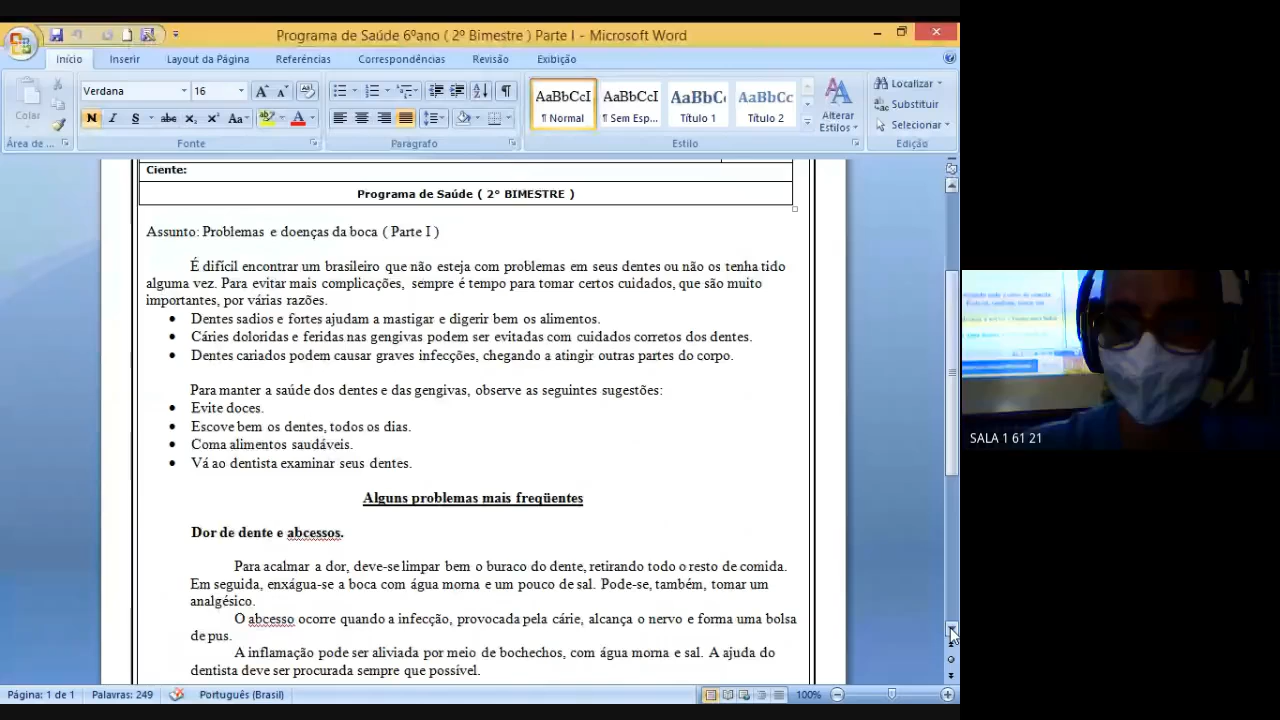 Programa de Saúde 6ºano ( 2º Bimestre ) Parte I - Microsoft Word
Início Inserir Layout da Página Referências Correspondências Revisão Exibição
Verdana 16
Colar
N I S abc x₂ x² Aa
AaBbCcI AaBbCcI AaBbC AaBbCc
¶ Normal ¶ Sem Esp... Título 1 Título 2
Alterar Estilos
Localizar
Substituir
Selecionar
Área de ... Fonte Parágrafo Estilo Edição
Ciente:
Programa de Saúde ( 2° BIMESTRE )
Assunto: Problemas e doenças da boca ( Parte I )
É difícil encontrar um brasileiro que não esteja com problemas em seus dentes ou não os tenha tido
alguma vez. Para evitar mais complicações, sempre é tempo para tomar certos cuidados, que são muito
importantes, por várias razões.
• Dentes sadios e fortes ajudam a mastigar e digerir bem os alimentos.
• Cáries doloridas e feridas nas gengivas podem ser evitadas com cuidados corretos dos dentes.
• Dentes cariados podem causar graves infecções, chegando a atingir outras partes do corpo.
Para manter a saúde dos dentes e das gengivas, observe as seguintes sugestões:
• Evite doces.
• Escove bem os dentes, todos os dias.
• Coma alimentos saudáveis.
• Vá ao dentista examinar seus dentes.
Alguns problemas mais freqüentes
Dor de dente e abcessos.
Para acalmar a dor, deve-se limpar bem o buraco do dente, retirando todo o resto de comida.
Em seguida, enxágua-se a boca com água morna e um pouco de sal. Pode-se, também, tomar um
analgésico.
O abcesso ocorre quando a infecção, provocada pela cárie, alcança o nervo e forma uma bolsa
de pus.
A inflamação pode ser aliviada por meio de bochechos, com água morna e sal. A ajuda do
dentista deve ser procurada sempre que possível.
Página: 1 de 1 Palavras: 249 Português (Brasil) 100%
SALA 1 61 21